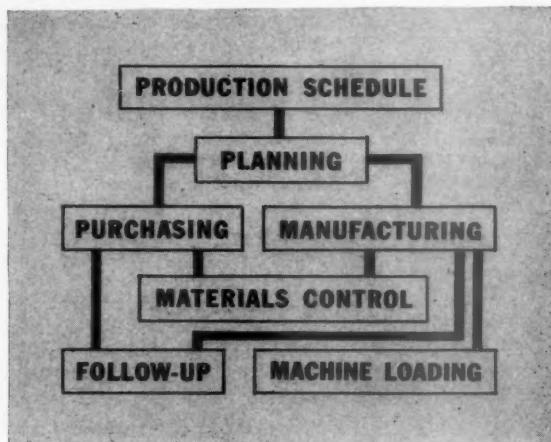 PRODUCTION SCHEDULE
PLANNING
PURCHASING
MANUFACTURING
MATERIALS CONTROL
FOLLOW-UP
MACHINE LOADING